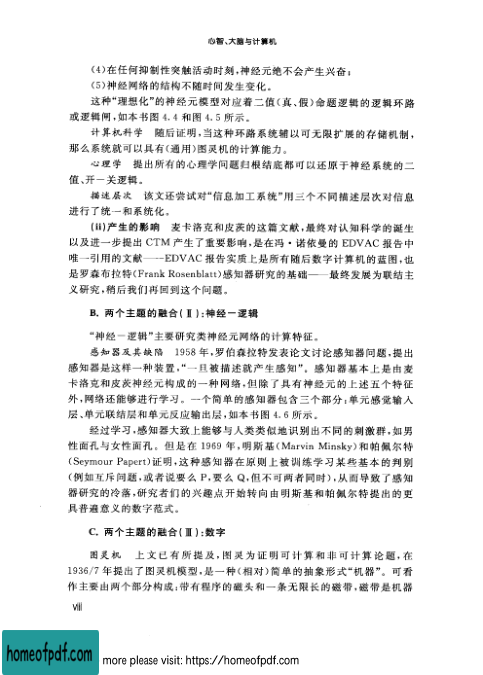 心智、大脑与计算机
(4)在任何抑制性突触活动时刻,神经元绝不会产生兴奋;
(5)神经网络的结构不随时间发生变化。
这种“理想化”的神经元模型对应着二值(真、假)命题逻辑的逻辑环路
或逻辑闸,如本书图 4.4 和图 4.5 所示。
计算机科学 随后证明,当这种环路系统辅以可无限扩展的存储机制,
那么系统就可以具有(通用)图灵机的计算能力。
心理学 提出所有的心理学问题归根结底都可以还原于神经系统的二
值、开—关逻辑。
描述层次 该文还尝试对“信息加工系统”用三个不同描述层次对信息
进行了统一和系统化。
(ii)产生的影响 麦卡洛克和皮茨的这篇文献,最终对认知科学的诞生
以及进一步提出 CTM 产生了重要影响,是在冯·诺依曼的 EDVAC 报告中
唯一引用的文献——EDVAC 报告实质上是所有随后数字计算机的蓝图,也
是罗森布拉特(Frank Rosenblatt)感知器研究的基础——最终发展为联结主
义研究,稍后我们再回到这个问题。
B. 两个主题的融合(Ⅱ):神经—逻辑
“神经—逻辑”主要研究类神经元网络的计算特征。
感知器及其缺陷 1958 年,罗伯森拉特发表论文讨论感知器问题,提出
感知器是这样一种装置,“一旦被描述就产生感知”。感知器基本上是由麦
卡洛克和皮茨神经元构成的一种网络,但除了具有神经元的上述五个特征
外,网络还能够进行学习。一个简单的感知器包含三个部分:单元感觉输入
层、单元联结层和单元反应输出层,如本书图 4.6 所示。
经过学习,感知器大致上能够与人类类似地识别出不同的刺激群,如男
性面孔与女性面孔。但是在 1969 年,明斯基(Marvin Minsky)和帕佩尔特
(Seymour Papert)证明,这种感知器在原则上被训练学习某些基本的判别
(例如互斥问题,或者说要么 P,要么 Q,但不可两者同时),从而导致了感知
器研究的冷落,研究者们的兴趣点开始转向由明斯基和帕佩尔特提出的更
具普遍意义的数字范式。
C. 两个主题的融合(Ⅲ):数字
图灵机 上文已有所提及,图灵为证明可计算和非可计算论题,在
1936/7 年提出了图灵机模型,是一种(相对)简单的抽象形式“机器”。可看
作主要由两个部分构成:带有程序的磁头和一条无限长的磁带,磁带是机器
viii
homeofpdf.com
more please visit: https://homeofpdf.com